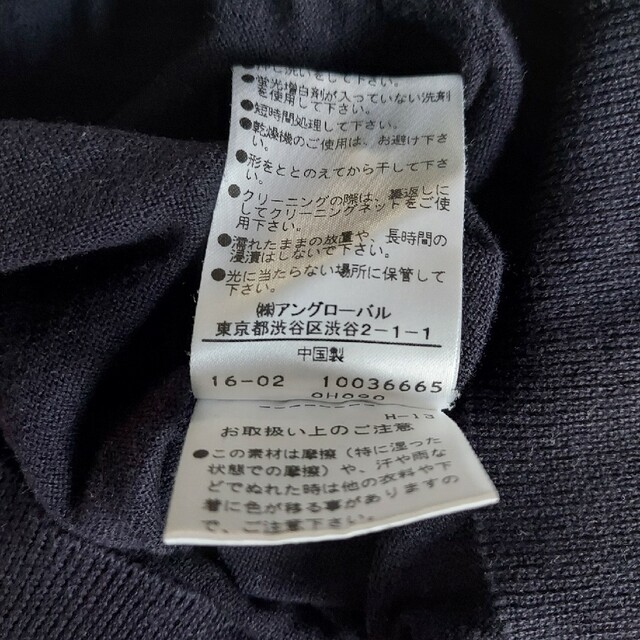 に洗いをして下さい。
●蛍光増白剤が入っていない洗剤
を使用して下さい。
●短時間処理して下さい。
●乾燥機のご使用は、お避け下さ
い。
●形をととのえてから干して下さ
い。
●クリーニングの際は、裏返しに
してクリーニングネットをご使
用下さい。
●濡れたままの放置や、長時間の
浸漬はしないで下さい。
●光に当たらない場所に保管して
下さい。
㈱アングローバル
東京都渋谷区渋谷2-1-1
中国製
16-02 10036665
0H090
H-13
お取扱い上のご注意
●この素材は摩擦（特に湿った
状態での摩擦）や、汗や雨な
どでぬれた時は他の衣料や下
着に色が移る事がありますの
で、ご注意下さい。